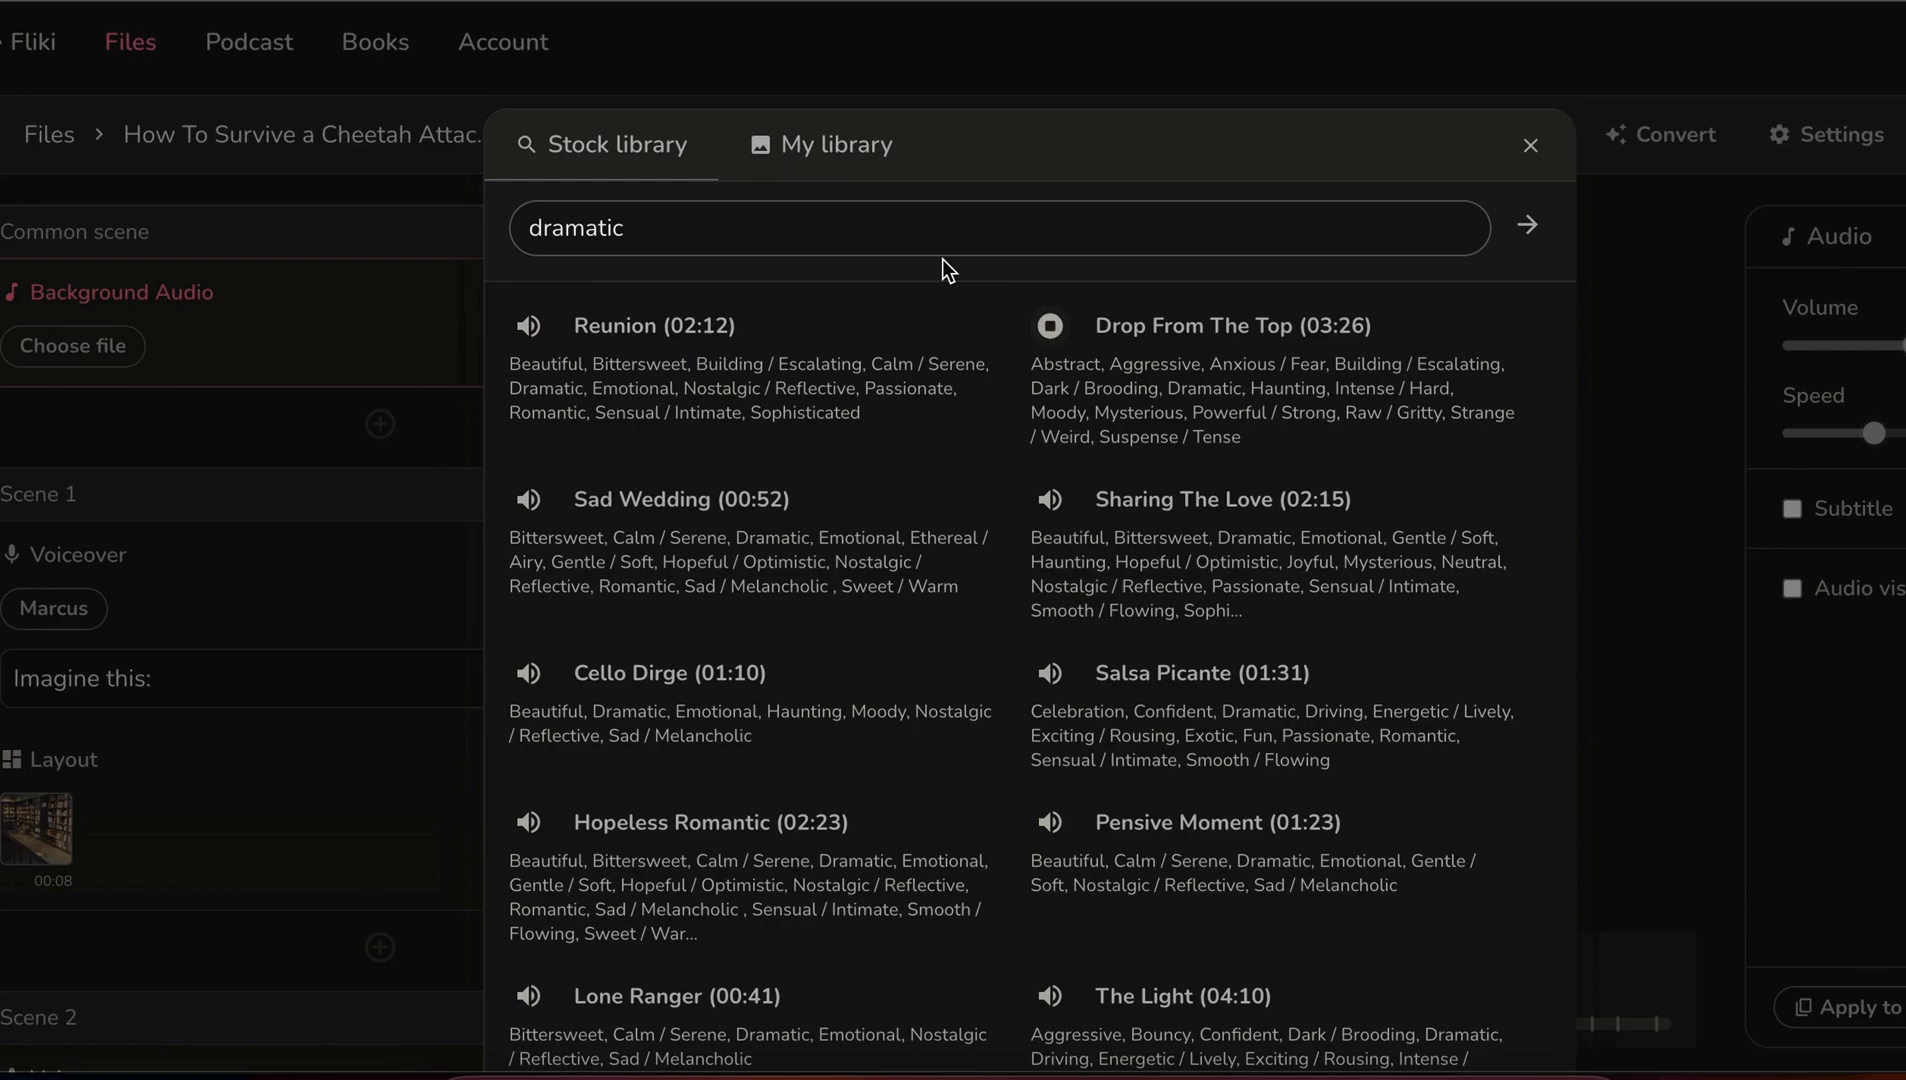 Fliki
Files
Podcast
Books
Account
Files > How To Survive a Cheetah Attac...
Convert
Settings
Stock library
My library
dramatic
Common scene
Background Audio
Choose file
Scene 1
Voiceover
Marcus
Imagine this:
Layout
00:08
Scene 2
Reunion (02:12)
Beautiful, Bittersweet, Building / Escalating, Calm / Serene,
Dramatic, Emotional, Nostalgic / Reflective, Passionate,
Romantic, Sensual / Intimate, Sophisticated
Drop From The Top (03:26)
Abstract, Aggressive, Anxious / Fear, Building / Escalating,
Dark / Brooding, Dramatic, Haunting, Intense / Hard,
Moody, Mysterious, Powerful / Strong, Raw / Gritty, Strange
/ Weird, Suspense / Tense
Sad Wedding (00:52)
Bittersweet, Calm / Serene, Dramatic, Emotional, Ethereal /
Airy, Gentle / Soft, Hopeful / Optimistic, Nostalgic /
Reflective, Romantic, Sad / Melancholic , Sweet / Warm
Sharing The Love (02:15)
Beautiful, Bittersweet, Dramatic, Emotional, Gentle / Soft,
Haunting, Hopeful / Optimistic, Joyful, Mysterious, Neutral,
Nostalgic / Reflective, Passionate, Sensual / Intimate,
Smooth / Flowing, Sophi...
Cello Dirge (01:10)
Beautiful, Dramatic, Emotional, Haunting, Moody, Nostalgic
/ Reflective, Sad / Melancholic
Salsa Picante (01:31)
Celebration, Confident, Dramatic, Driving, Energetic / Lively,
Exciting / Rousing, Exotic, Fun, Passionate, Romantic,
Sensual / Intimate, Smooth / Flowing
Hopeless Romantic (02:23)
Beautiful, Bittersweet, Calm / Serene, Dramatic, Emotional,
Gentle / Soft, Hopeful / Optimistic, Nostalgic / Reflective,
Romantic, Sad / Melancholic , Sensual / Intimate, Smooth /
Flowing, Sweet / War...
Pensive Moment (01:23)
Beautiful, Calm / Serene, Dramatic, Emotional, Gentle /
Soft, Nostalgic / Reflective, Sad / Melancholic
Lone Ranger (00:41)
Bittersweet, Calm / Serene, Dramatic, Emotional, Nostalgic
/ Reflective, Sad / Melancholic
The Light (04:10)
Aggressive, Bouncy, Confident, Dark / Brooding, Dramatic,
Driving, Energetic / Lively, Exciting / Rousing, Intense /
Audio
Volume
Speed
Subtitle
Audio vis
Apply to